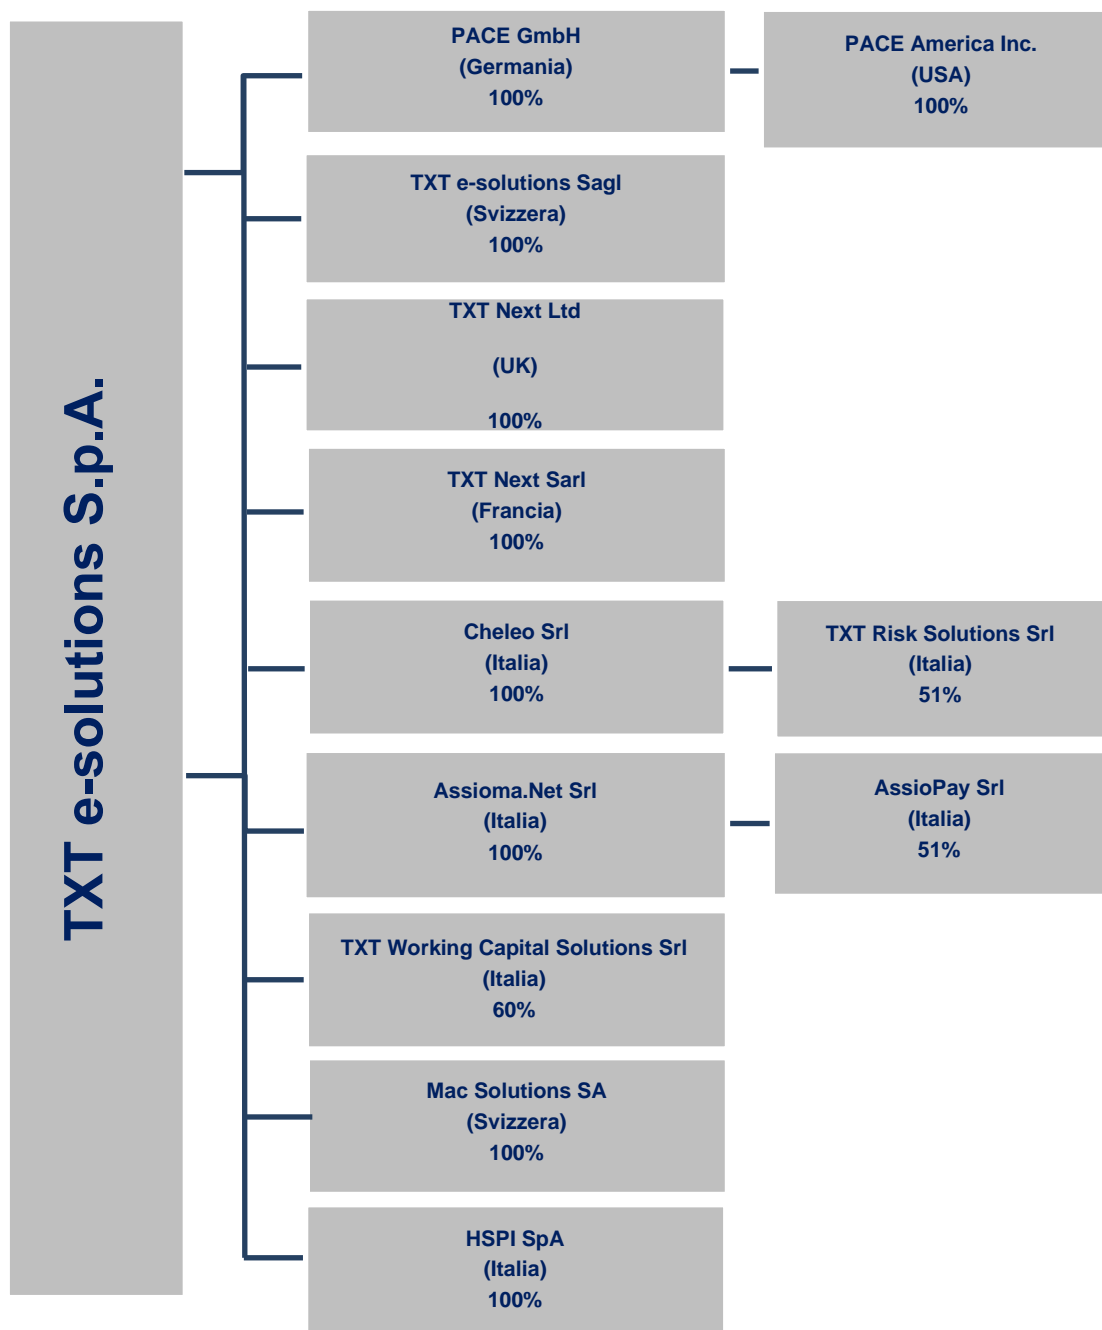 TXT e-solutions S.p.A.
PACE GmbH
(Germania)
100%
PACE America Inc.
(USA)
100%
TXT e-solutions Sagl
(Svizzera)
100%
TXT Next Ltd
(UK)
100%
TXT Next Sarl
(Francia)
100%
Cheleo Srl
(Italia)
100%
TXT Risk Solutions Srl
(Italia)
51%
Assioma.Net Srl
(Italia)
100%
AssioPay Srl
(Italia)
51%
TXT Working Capital Solutions Srl
(Italia)
60%
Mac Solutions SA
(Svizzera)
100%
HSPI SpA
(Italia)
100%